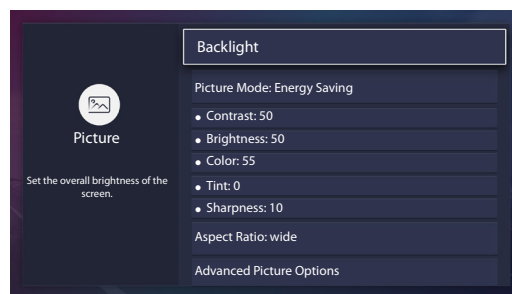 Backlight
Picture Mode: Energy Saving
• Contrast: 50
• Brightness: 50
• Color: 55
• Tint: 0
• Sharpness: 10
Aspect Ratio: wide
Advanced Picture Options
Picture
Set the overall brightness of the
screen.